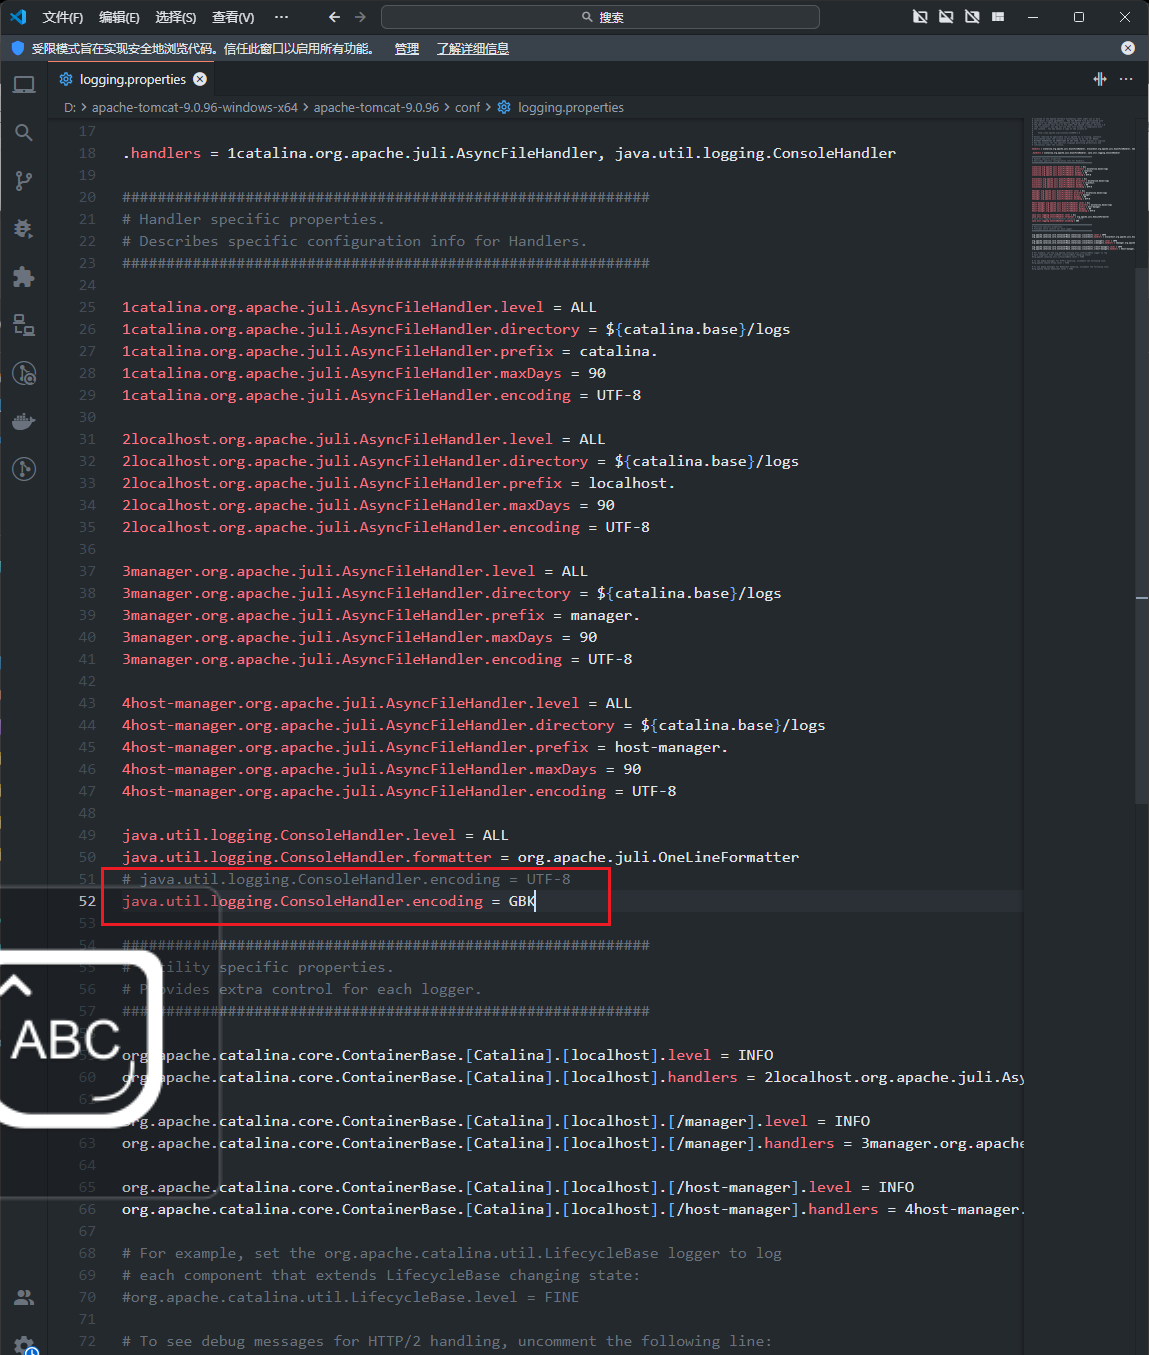 文件(F) 编辑(E) 选择(S) 查看(V) ··· 搜索
受限模式旨在实现安全地浏览代码。信任此窗口以启用所有功能。 管理 了解详细信息
logging.properties
D: > apache-tomcat-9.0.96-windows-x64 > apache-tomcat-9.0.96 > conf > logging.properties
17
18 .handlers = 1catalina.org.apache.juli.AsyncFileHandler, java.util.logging.ConsoleHandler
19
20 ############################################################
21 # Handler specific properties.
22 # Describes specific configuration info for Handlers.
23 ############################################################
24
25 1catalina.org.apache.juli.AsyncFileHandler.level = ALL
26 1catalina.org.apache.juli.AsyncFileHandler.directory = ${catalina.base}/logs
27 1catalina.org.apache.juli.AsyncFileHandler.prefix = catalina.
28 1catalina.org.apache.juli.AsyncFileHandler.maxDays = 90
29 1catalina.org.apache.juli.AsyncFileHandler.encoding = UTF-8
30
31 2localhost.org.apache.juli.AsyncFileHandler.level = ALL
32 2localhost.org.apache.juli.AsyncFileHandler.directory = ${catalina.base}/logs
33 2localhost.org.apache.juli.AsyncFileHandler.prefix = localhost.
34 2localhost.org.apache.juli.AsyncFileHandler.maxDays = 90
35 2localhost.org.apache.juli.AsyncFileHandler.encoding = UTF-8
36
37 3manager.org.apache.juli.AsyncFileHandler.level = ALL
38 3manager.org.apache.juli.AsyncFileHandler.directory = ${catalina.base}/logs
39 3manager.org.apache.juli.AsyncFileHandler.prefix = manager.
40 3manager.org.apache.juli.AsyncFileHandler.maxDays = 90
41 3manager.org.apache.juli.AsyncFileHandler.encoding = UTF-8
42
43 4host-manager.org.apache.juli.AsyncFileHandler.level = ALL
44 4host-manager.org.apache.juli.AsyncFileHandler.directory = ${catalina.base}/logs
45 4host-manager.org.apache.juli.AsyncFileHandler.prefix = host-manager.
46 4host-manager.org.apache.juli.AsyncFileHandler.maxDays = 90
47 4host-manager.org.apache.juli.AsyncFileHandler.encoding = UTF-8
48
49 java.util.logging.ConsoleHandler.level = ALL
50 java.util.logging.ConsoleHandler.formatter = org.apache.juli.OneLineFormatter
51 # java.util.logging.ConsoleHandler.encoding = UTF-8
52 java.util.logging.ConsoleHandler.encoding = GBK
53
54 ############################################################
55 # ility specific properties.
56 # Provides extra control for each logger.
57 ############################################################
ABC
org.apache.catalina.core.ContainerBase.[Catalina].[localhost].level = INFO
60 org.apache.catalina.core.ContainerBase.[Catalina].[localhost].handlers = 2localhost.org.apache.juli.Asy
61
org.apache.catalina.core.ContainerBase.[Catalina].[localhost].[/manager].level = INFO
63 org.apache.catalina.core.ContainerBase.[Catalina].[localhost].[/manager].handlers = 3manager.org.apache
64
65 org.apache.catalina.core.ContainerBase.[Catalina].[localhost].[/host-manager].level = INFO
66 org.apache.catalina.core.ContainerBase.[Catalina].[localhost].[/host-manager].handlers = 4host-manager.
67
68 # For example, set the org.apache.catalina.util.LifecycleBase logger to log
69 # each component that extends LifecycleBase changing state:
70 #org.apache.catalina.util.LifecycleBase.level = FINE
71
72 # To see debug messages for HTTP/2 handling, uncomment the following line: